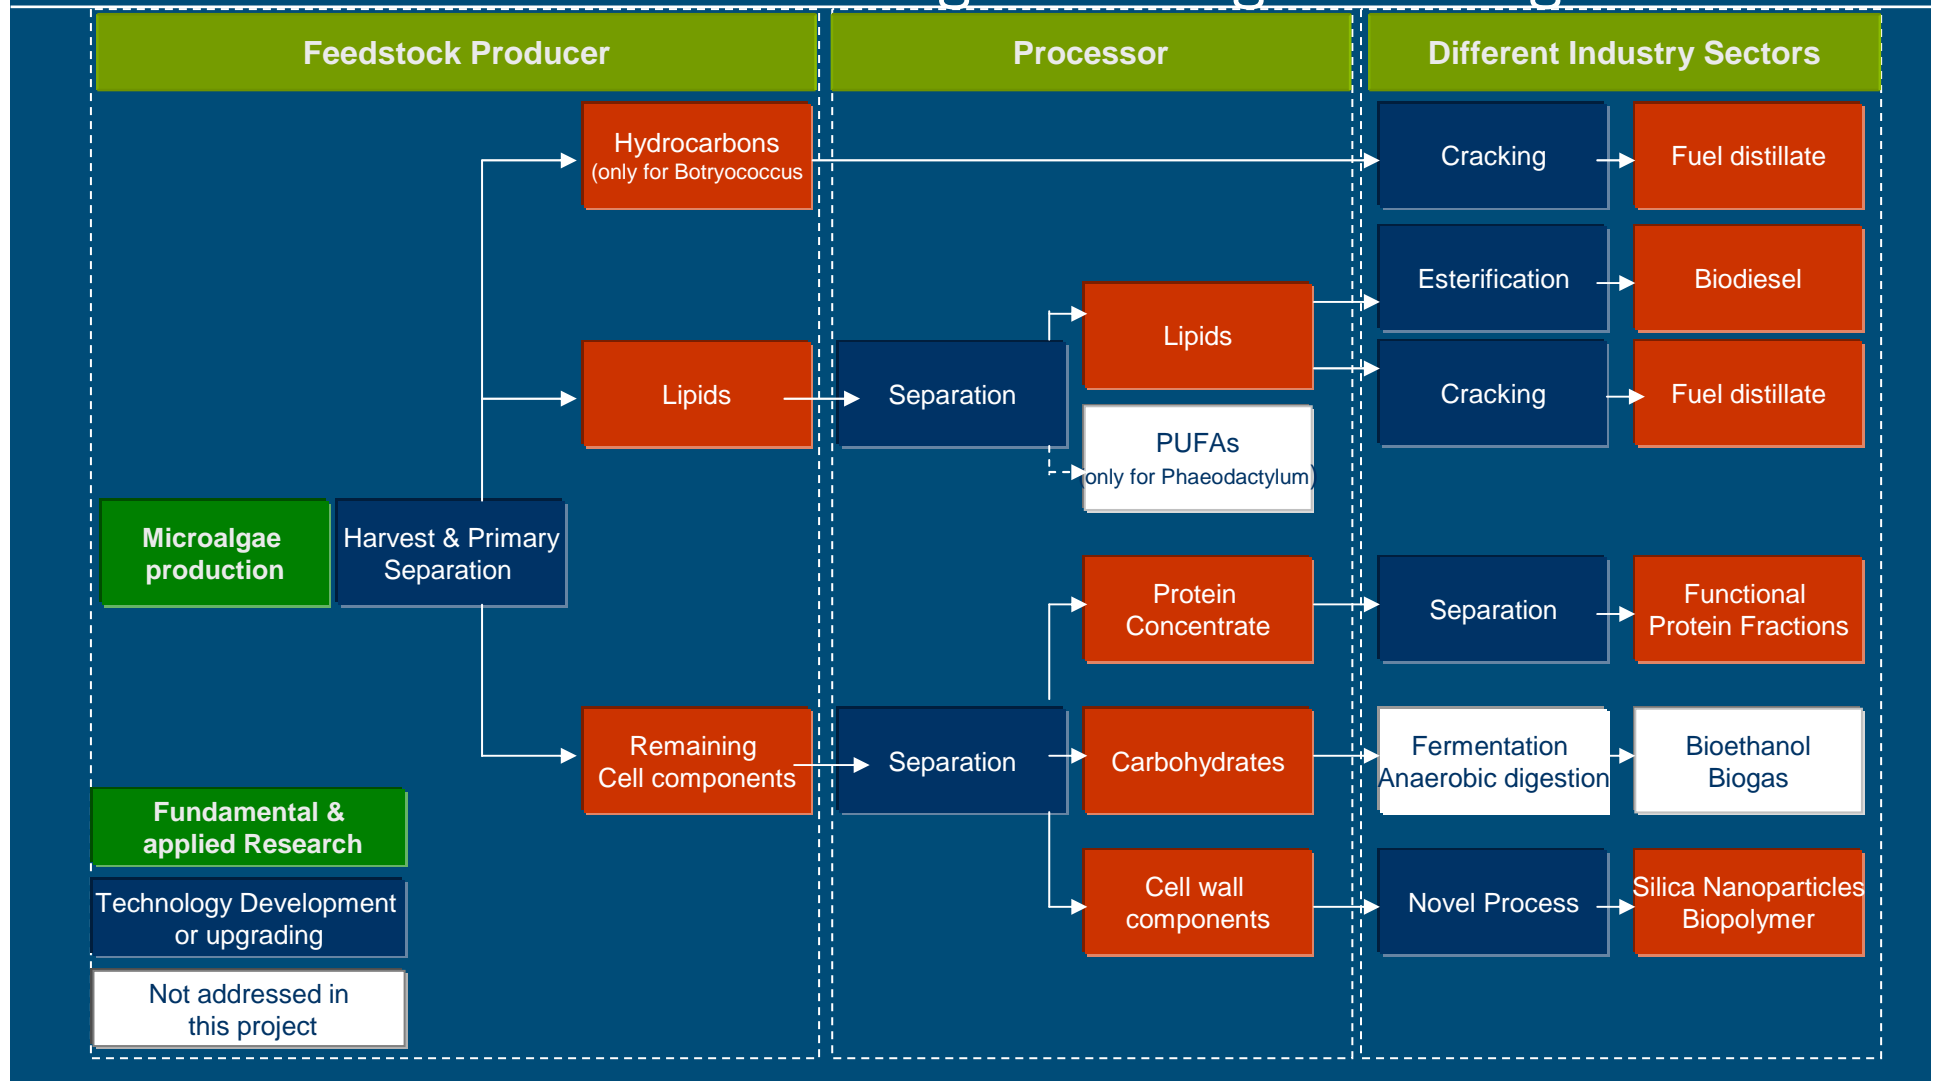 Feedstock Producer
Processor
Different Industry Sectors
Hydrocarbons
(only for Botryococcus
Cracking
Fuel distillate
Esterification
Biodiesel
Lipids
Separation
Lipids
Cracking
Fuel distillate
PUFAs
(only for Phaeodactylum)
Microalgae
production
Harvest & Primary
Separation
Protein
Concentrate
Separation
Functional
Protein Fractions
Remaining
Cell components
Separation
Carbohydrates
Fermentation
Anaerobic digestion
Bioethanol
Biogas
Cell wall
components
Novel Process
Silica Nanoparticles
Biopolymer
Fundamental &
applied Research
Technology Development
or upgrading
Not addressed in
this project